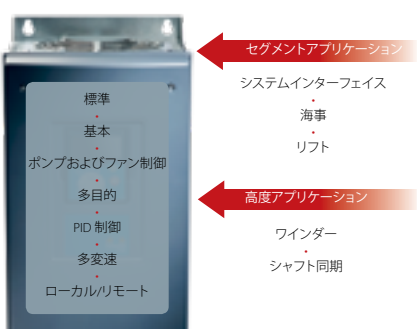 標準
基本
ポンプおよびファン制御
多目的
PID 制御
多変速
ローカル/リモート
セグメントアプリケーション
システムインターフェイス
海事
リフト
高度アプリケーション
ワインダー
シャフト同期